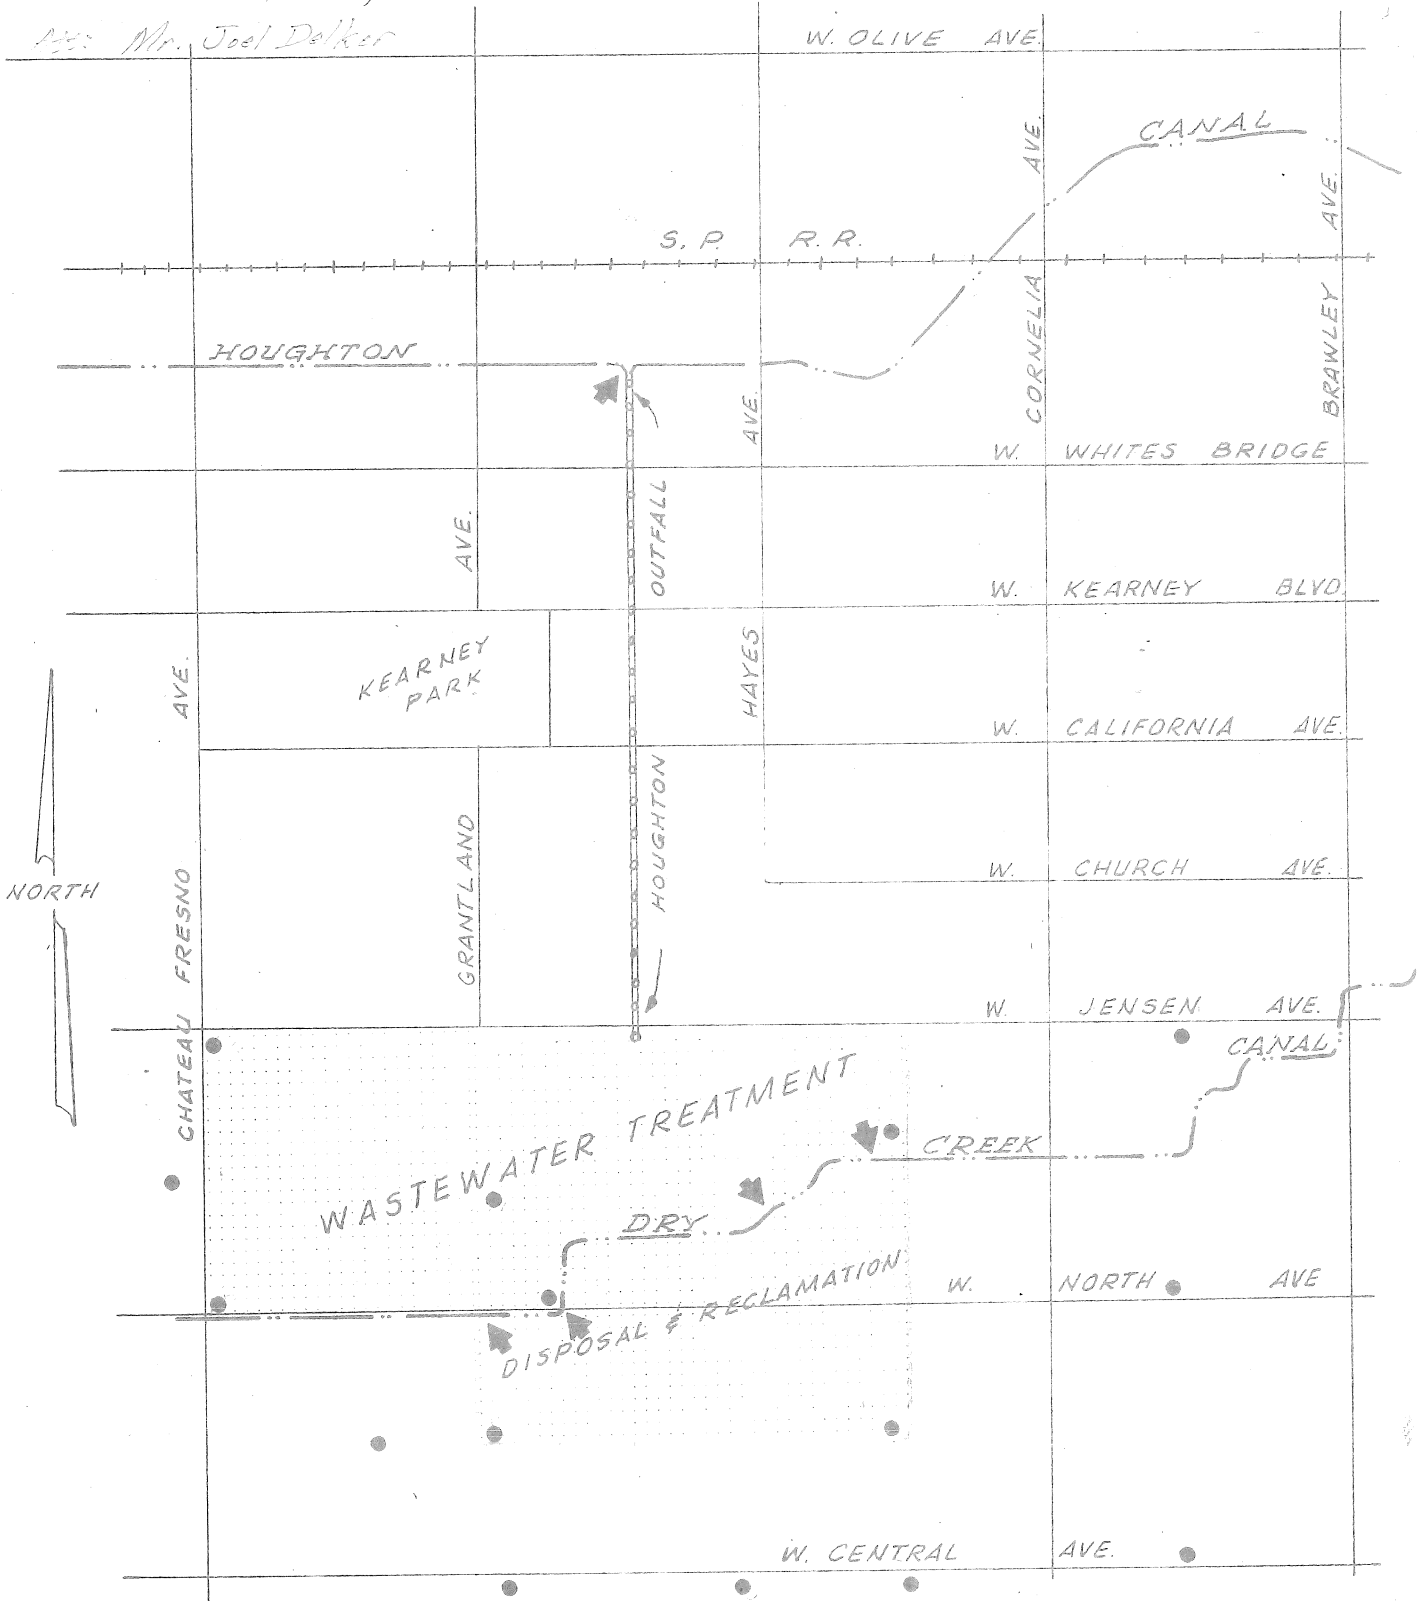 Mr. Joel Delker
W. OLIVE AVE.
CANAL
CORNELIA AVE.
BRAWLEY AVE.
S. P. R. R.
HOUGHTON
HAYES AVE.
W. WHITES BRIDGE
GRANTLAND AVE.
HOUGHTON OUTFALL
W. KEARNEY BLVD.
KEARNEY
PARK
CHATEAU FRESNO AVE.
W. CALIFORNIA AVE.
W. CHURCH AVE.
NORTH
W. JENSEN AVE.
CANAL
WASTEWATER TREATMENT
CREEK
DRY
DISPOSAL & RECLAMATION
W. NORTH AVE
W. CENTRAL AVE.